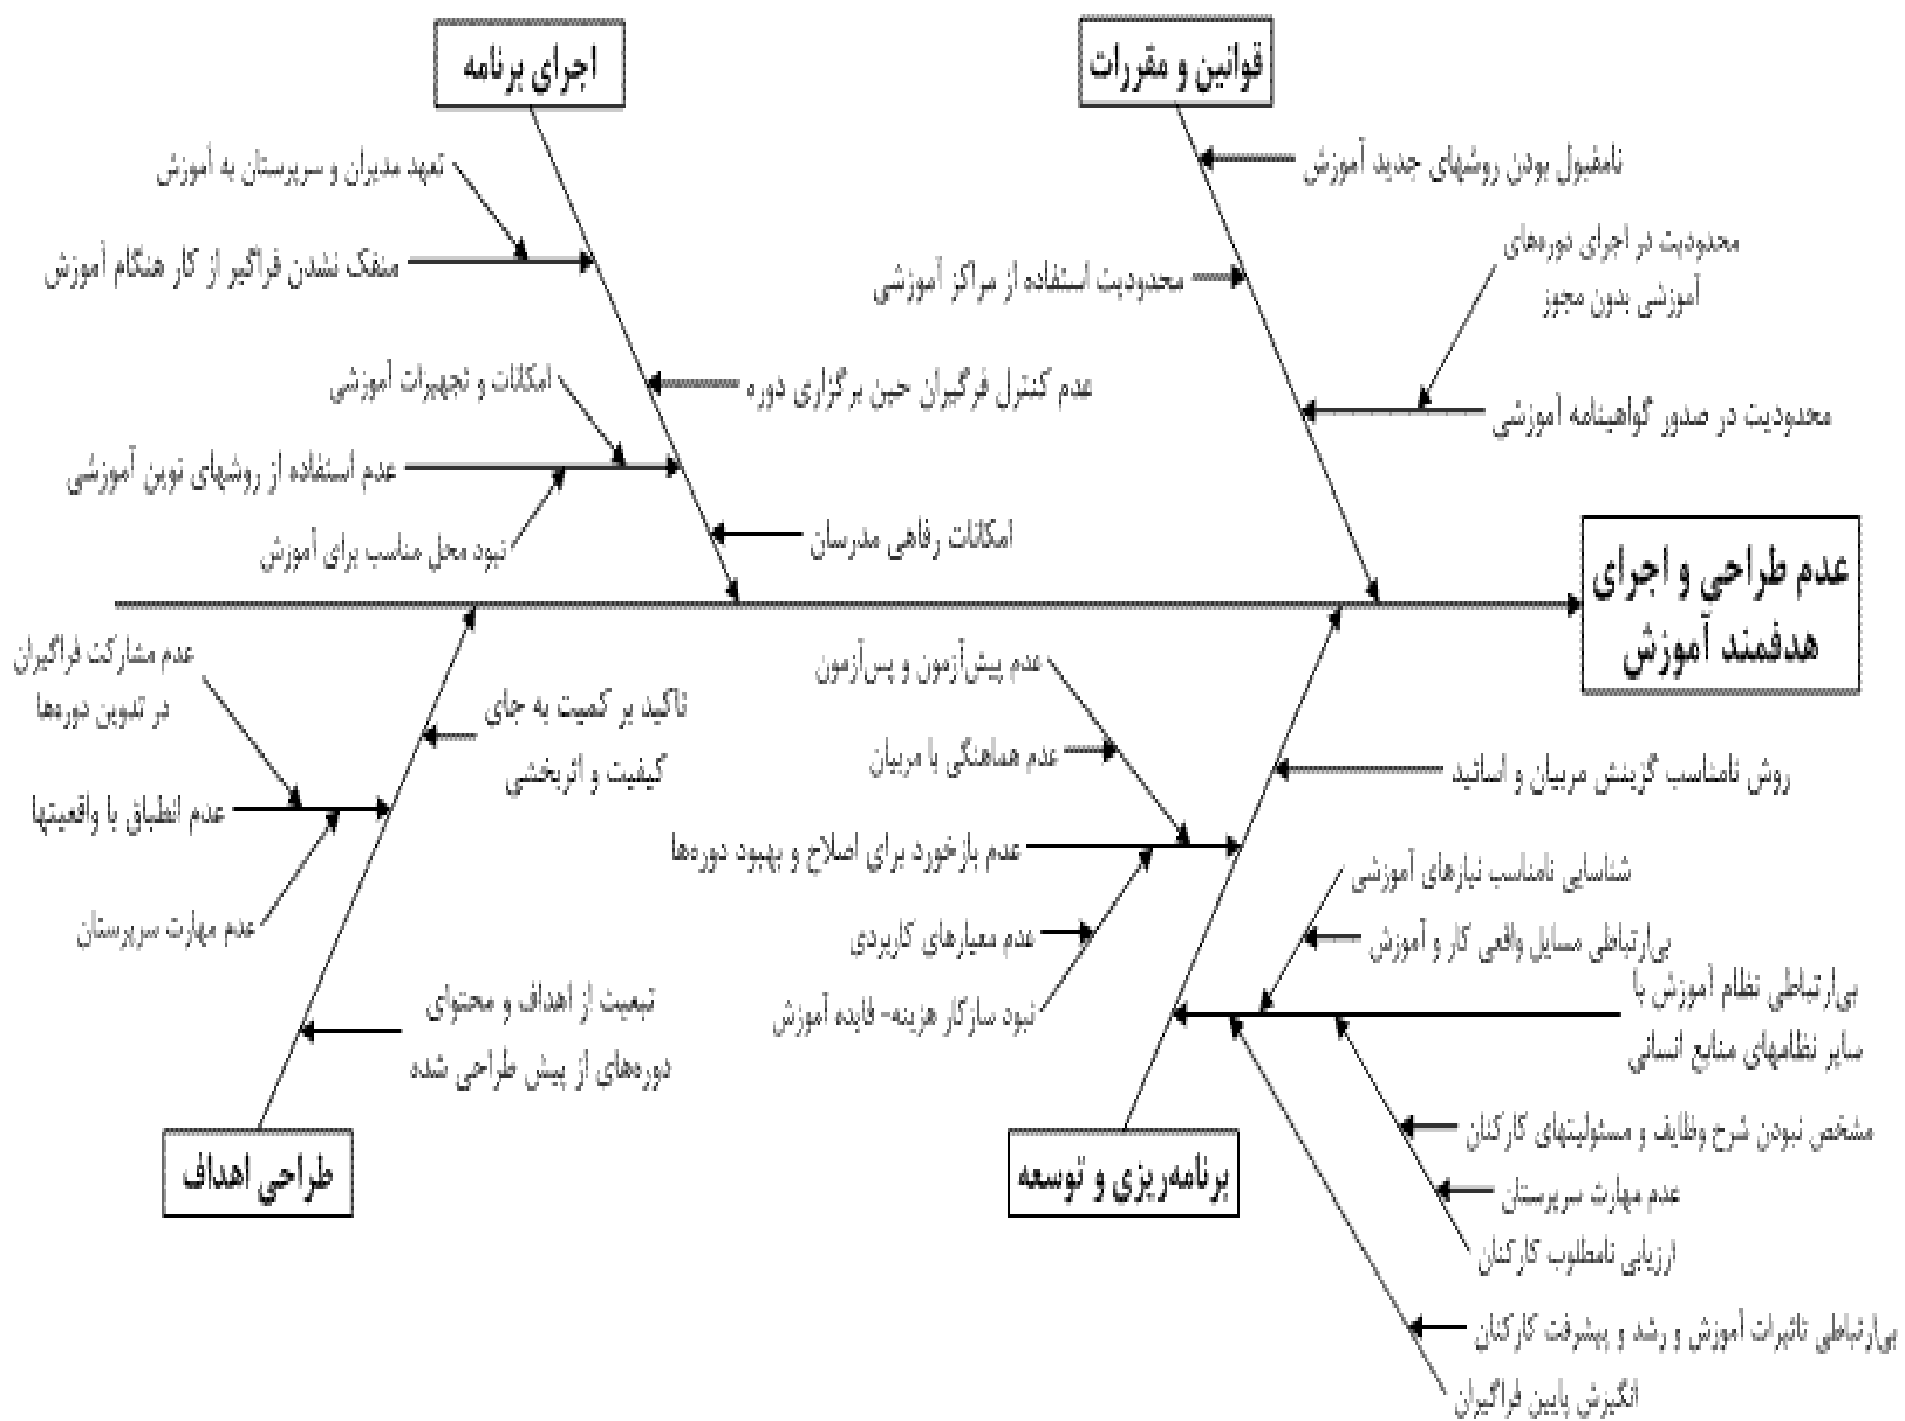 قوانین و مقررات
نامقبول بودن روشهای جدید آموزش
محدودیت استفاده از مراکز آموزشی
محدودیت در اجرای دوره‌های
آموزشی بدون مجوز
محدودیت در صدور گواهینامه آموزشی
اجرای برنامه
تعهد مدیران و سرپرستان به آموزش
منفک نشدن فراگیر از کار هنگام آموزش
عدم کنترل فرگیران حین برگزاری دوره
امکانات و تجهیزات آموزشی
عدم استفاده از روشهای نوین آموزشی
نبود محل مناسب برای آموزش
امکانات رفاهی مدرسان
عدم طراحی و اجرای
هدفمند آموزش
عدم پیش‌آزمون و پس‌آزمون
عدم هماهنگی با مربیان
روش نامناسب گزینش مربیان و اساتید
عدم بازخورد برای اصلاح و بهبود دوره‌ها
شناسایی نامناسب نیازهای آموزشی
عدم معیارهای کاربردی
بی‌ارتباطی مسایل واقعی کار و آموزش
نبود سازکار هزینه- فایده آموزش
بی‌ارتباطی نظام آموزش با
سایر نظامهای منابع انسانی
مشخص نبودن شرح وظایف و مسئولیتهای کارکنان
عدم مهارت سرپرستان
ارزیابی نامطلوب کارکنان
بی‌ارتباطی تاثیرات آموزش و رشد و پیشرفت کارکنان
انگیزش پایین فراگیران
برنامه‌ریزی و توسعه
عدم مشارکت فراگیران
در تدوین دوره‌ها
تاکید بر کمیت به جای
کیفیت و اثربخشی
عدم انطباق با واقعیتها
عدم مهارت سرپرستان
تبعیت از اهداف و محتوای
دوره‌های از پیش طراحی شده
طراحی اهداف